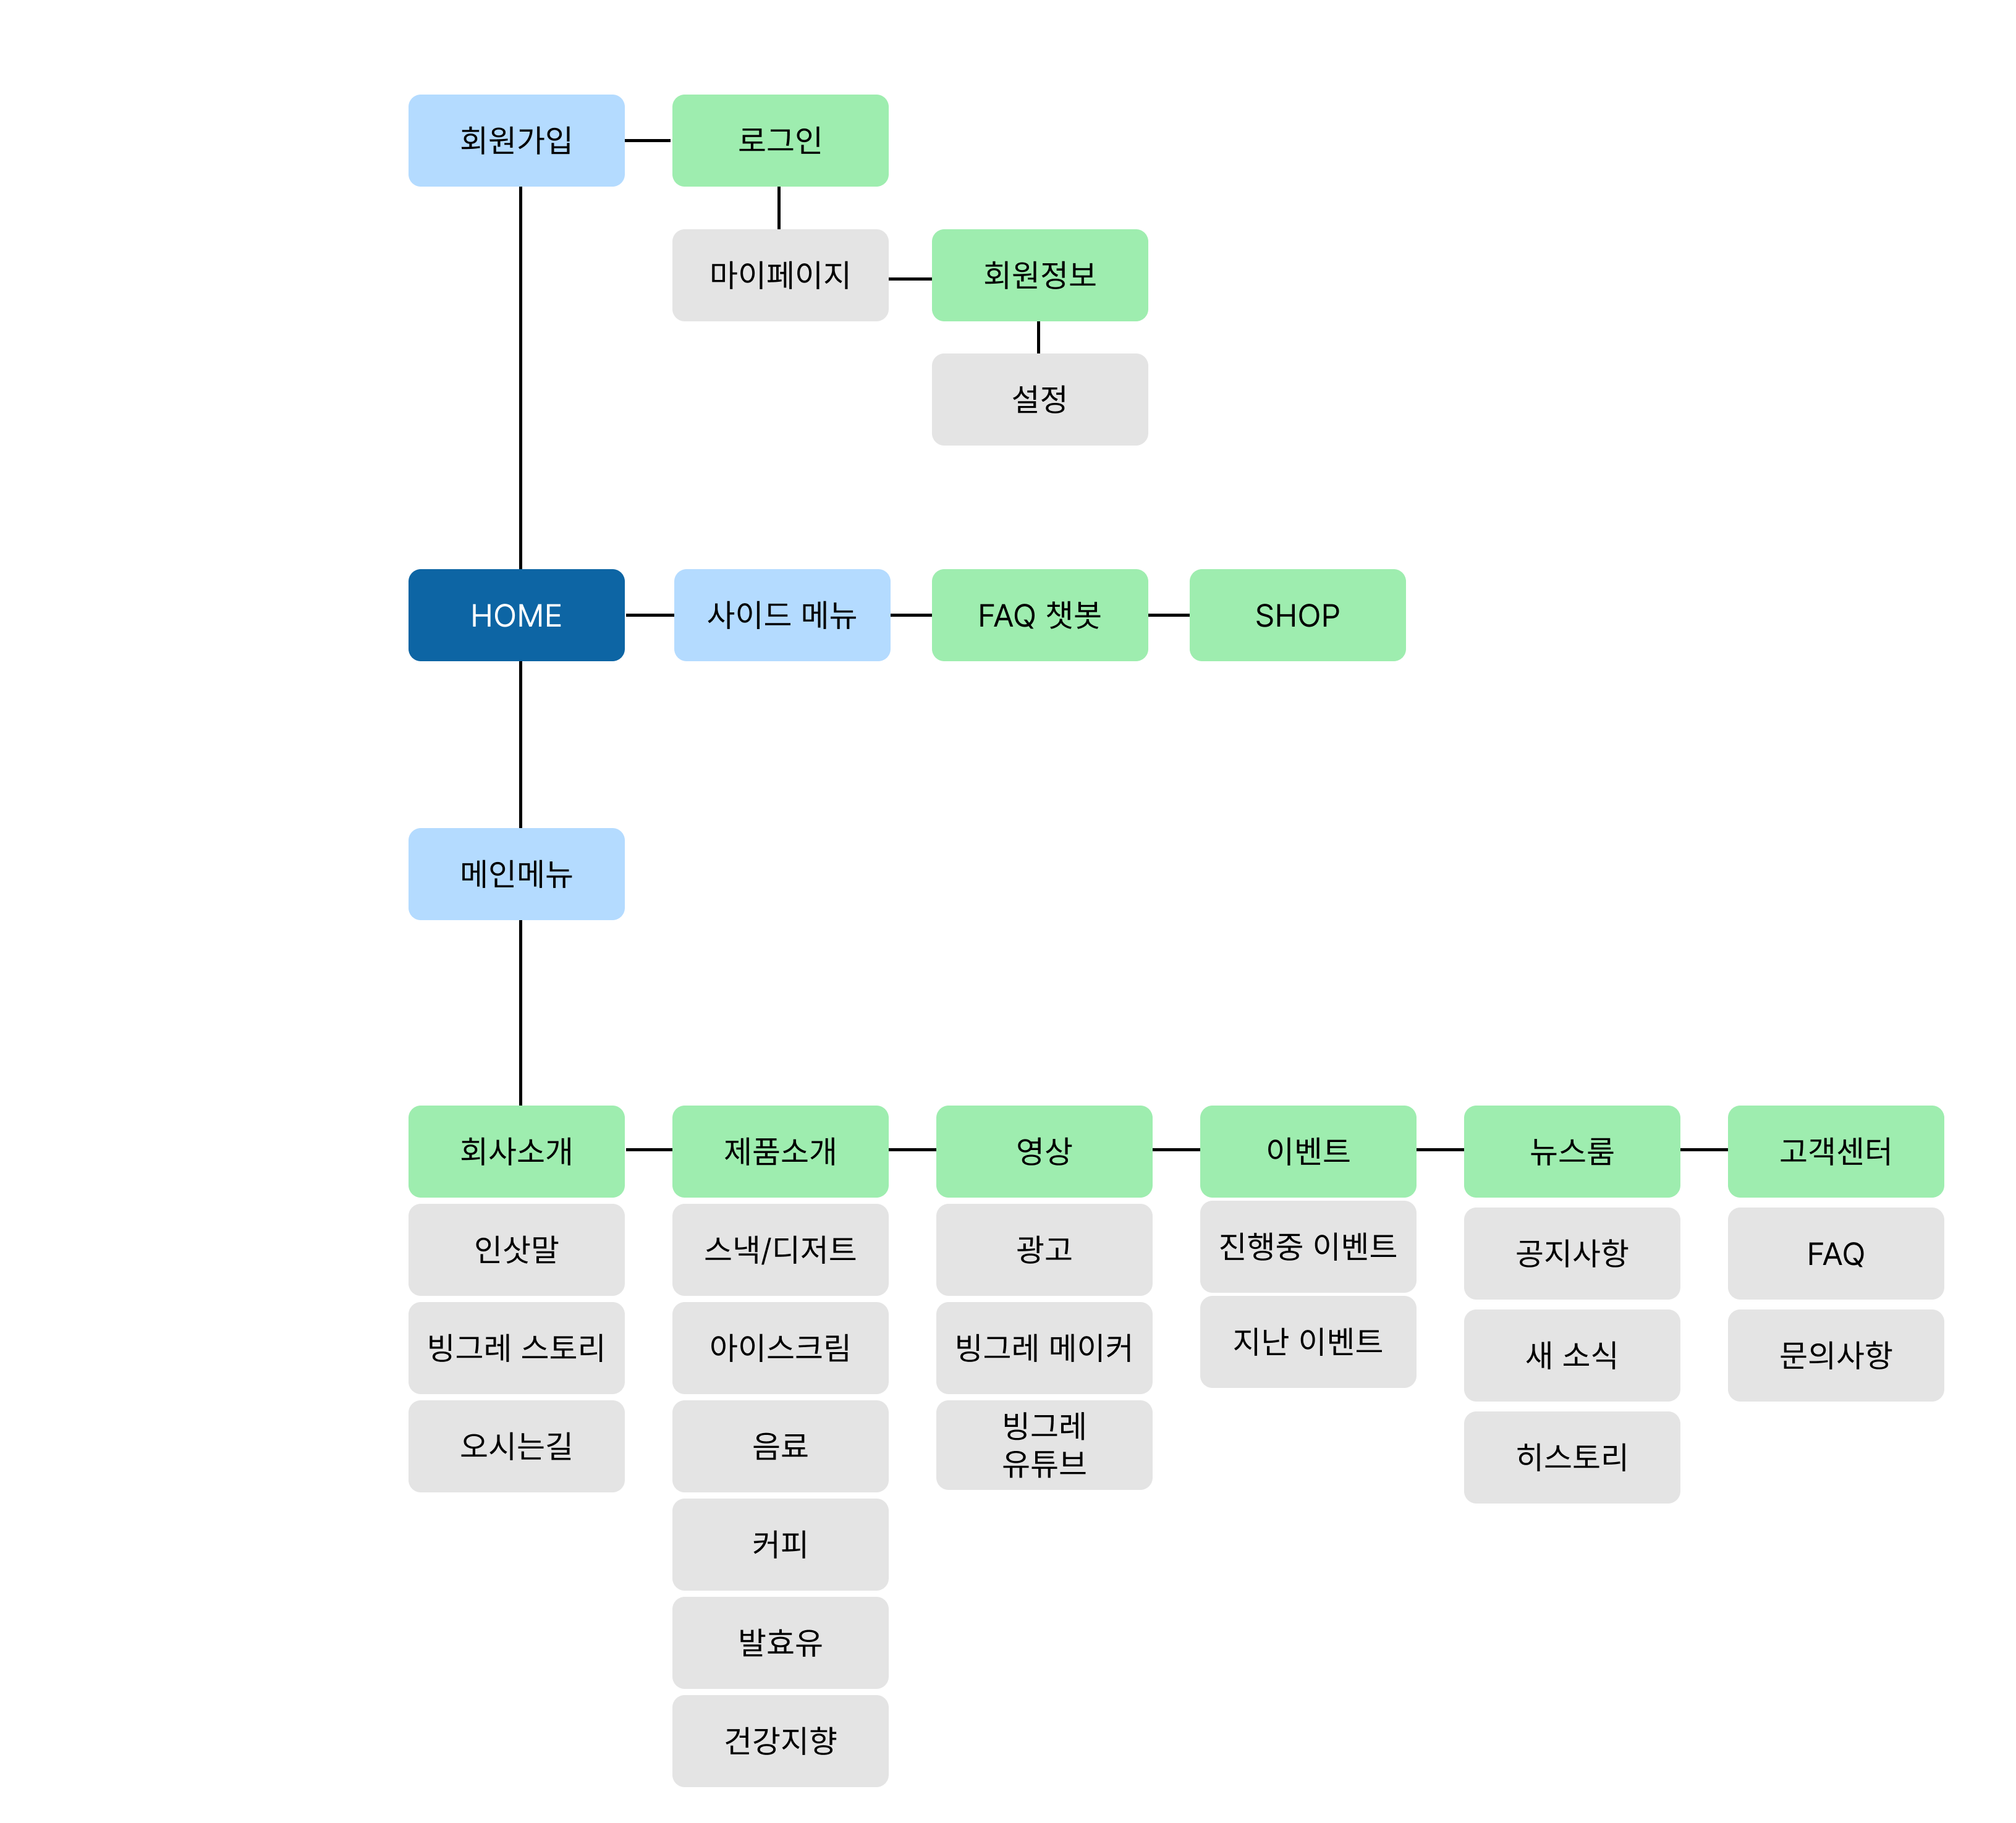 회원가입
로그인
마이페이지
회원정보
설정
HOME
사이드 메뉴
FAQ 챗봇
SHOP
메인메뉴
회사소개
제품소개
영상
이벤트
뉴스룸
고객센터
인삿말
스낵/디저트
광고
진행중 이벤트
공지사항
FAQ
빙그레 스토리
아이스크림
빙그레 메이커
지난 이벤트
새 소식
문의사항
오시는길
음료
빙그레
유튜브
히스토리
커피
발효유
건강지향